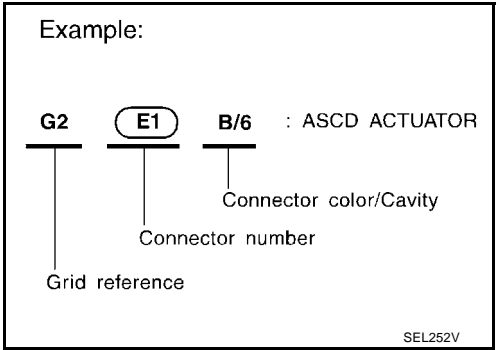 Example:
G2 E1 B/6 : ASCD ACTUATOR
Connector color/Cavity
Connector number
Grid reference
SEL252V